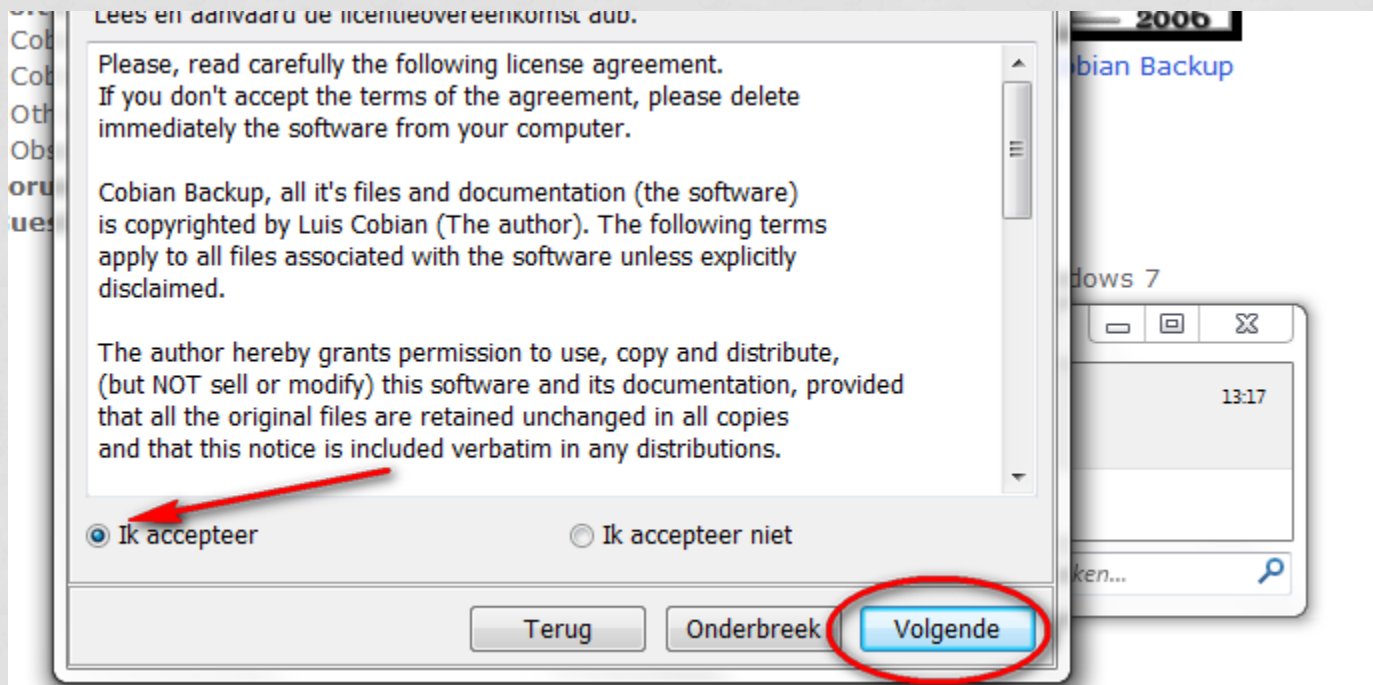 Lees en aanvaard de licentieovereenkomst aub.
Please, read carefully the following license agreement.
If you don't accept the terms of the agreement, please delete
immediately the software from your computer.
Cobian Backup, all it's files and documentation (the software)
is copyrighted by Luis Cobian (The author). The following terms
apply to all files associated with the software unless explicitly
disclaimed.
The author hereby grants permission to use, copy and distribute,
(but NOT sell or modify) this software and its documentation, provided
that all the original files are retained unchanged in all copies
and that this notice is included verbatim in any distributions.
Ik accepteer
Ik accepteer niet
Terug
Onderbreek
Volgende
Cob
Cob
Oth
Obs
oru
ues
2006
bian Backup
dows 7
13:17
ken...